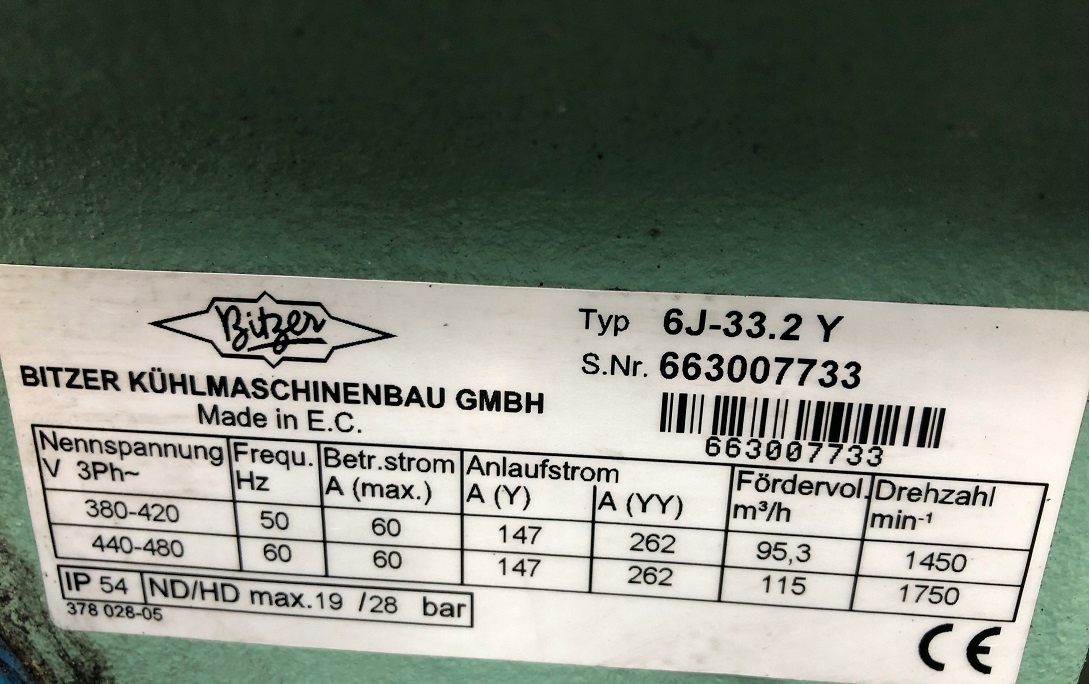 Bitzer
BITZER KÜHLMASCHINENBAU GMBH
Made in E.C.
Typ 6J-33.2 Y
S.Nr. 663007733
663007733
Nennspannung V 3Ph~ Frequ. Hz Betr.strom A (max.) Anlaufstrom A (Y) A (YY) Fördervol. m³/h Drehzahl min-¹
380-420 50 60 147 262 95,3 1450
440-480 60 60 147 262 115 1750
IP 54 ND/HD max.19 /28 bar
378 028-05
CE